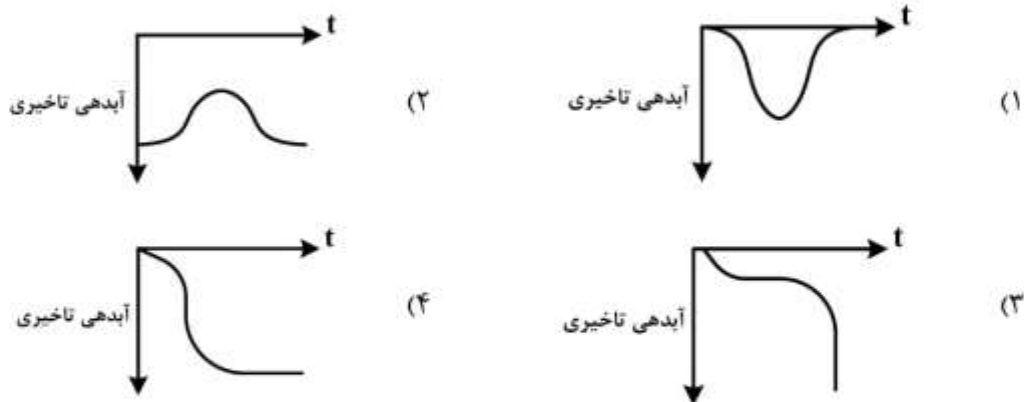 t
آبدهی تاخیری
۱)
t
آبدهی تاخیری
۲)
t
آبدهی تاخیری
۳)
t
آبدهی تاخیری
۴)